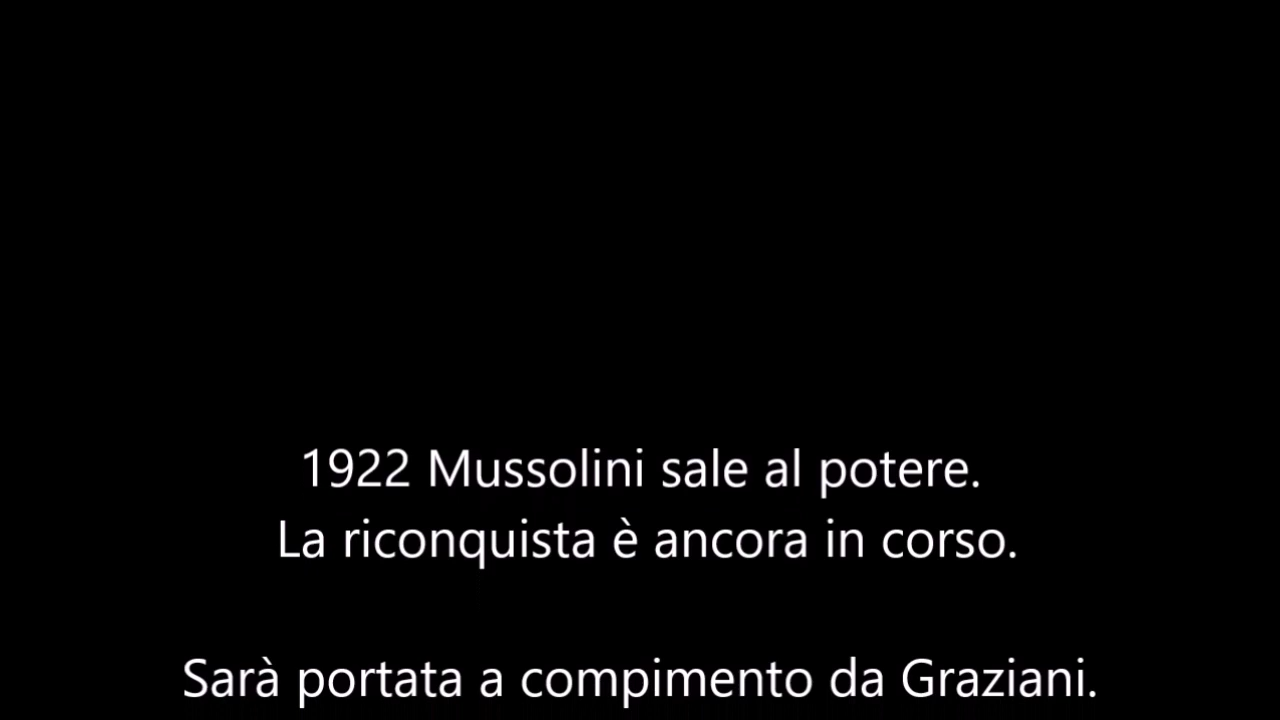 1922 Mussolini sale al potere.
La riconquista è ancora in corso.
Sarà portata a compimento da Graziani.